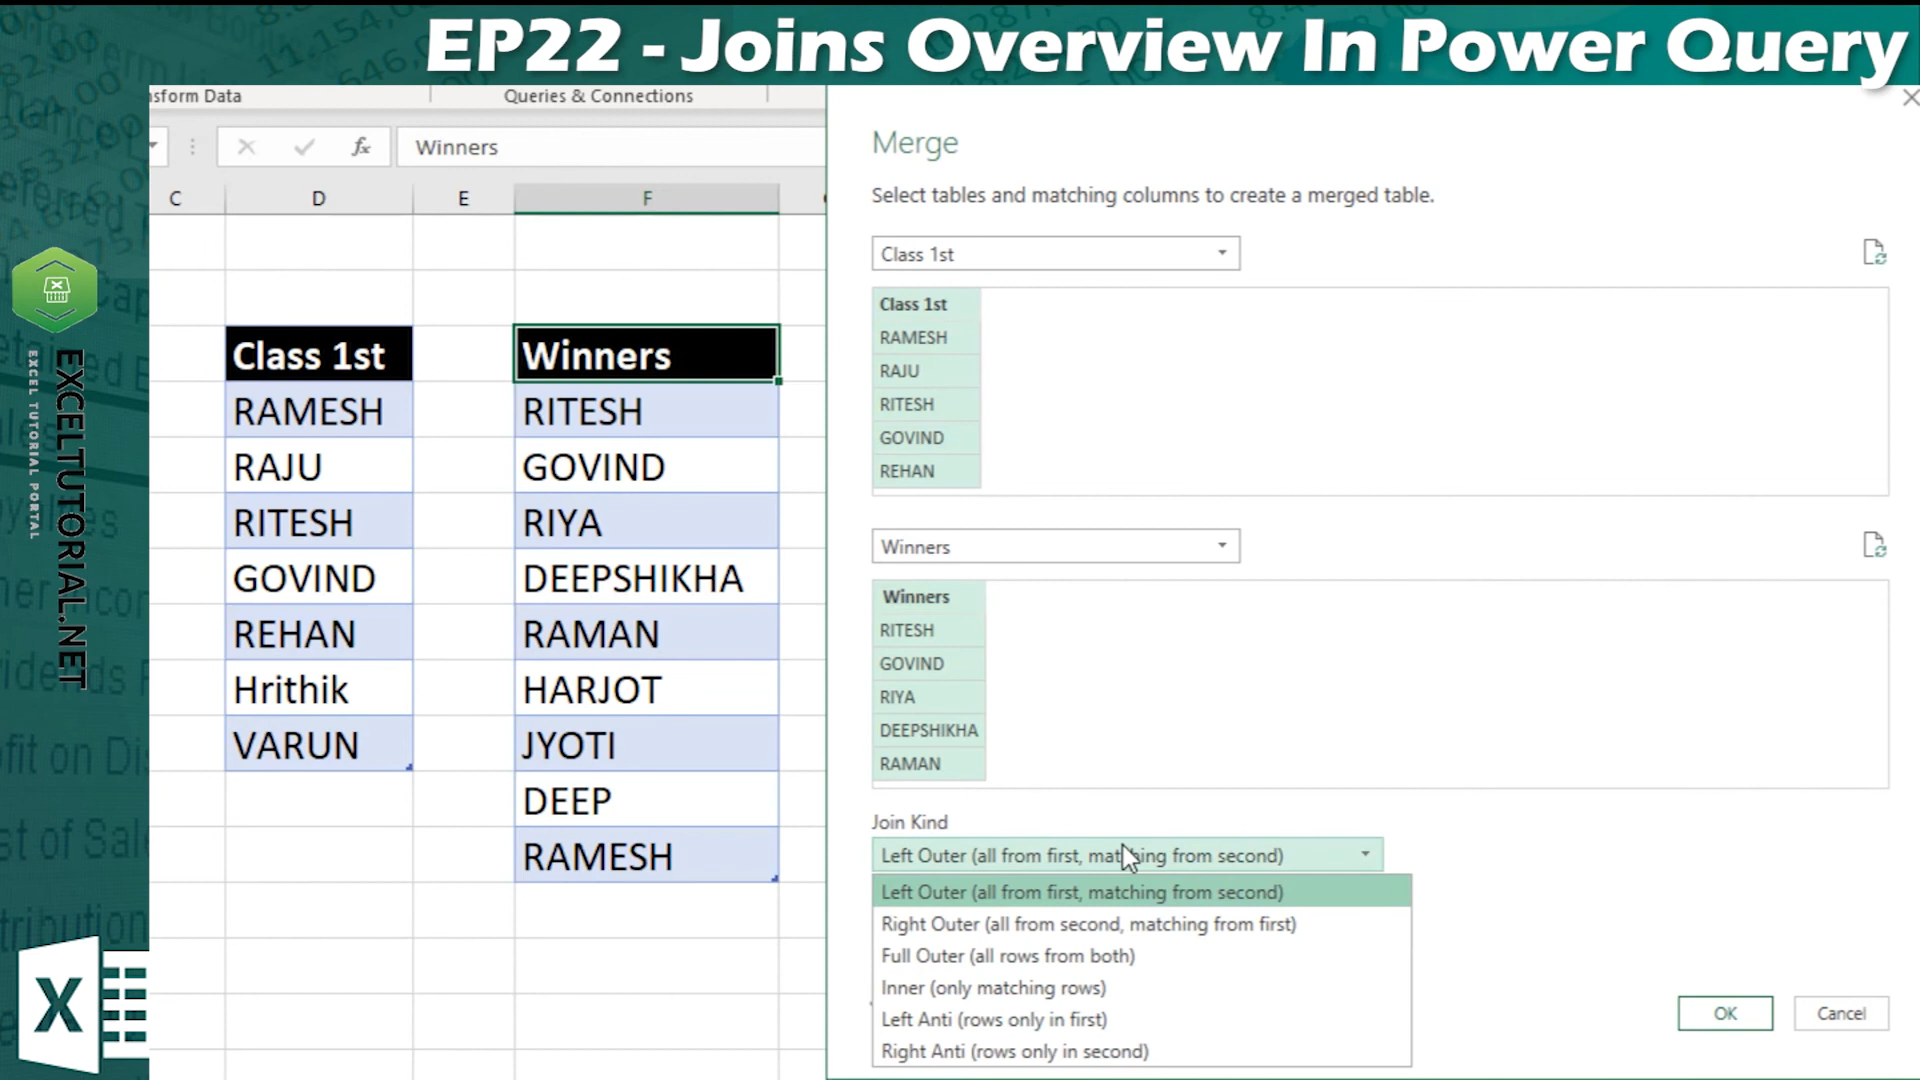 EP22 - Joins Overview In Power Query
nsform Data
Queries & Connections
fx
Winners
C
D
E
F
Class 1st
RAMESH
RAJU
RITESH
GOVIND
REHAN
Hrithik
VARUN
Winners
RITESH
GOVIND
RIYA
DEEPSHIKHA
RAMAN
HARJOT
JYOTI
DEEP
RAMESH
Merge
Select tables and matching columns to create a merged table.
Class 1st
Class 1st
RAMESH
RAJU
RITESH
GOVIND
REHAN
Winners
Winners
RITESH
GOVIND
RIYA
DEEPSHIKHA
RAMAN
Join Kind
Left Outer (all from first, matching from second)
Left Outer (all from first, matching from second)
Right Outer (all from second, matching from first)
Full Outer (all rows from both)
Inner (only matching rows)
Left Anti (rows only in first)
Right Anti (rows only in second)
OK
Cancel
EXCELTUTORIAL.NET
EXCEL TUTORIAL PORTAL
X